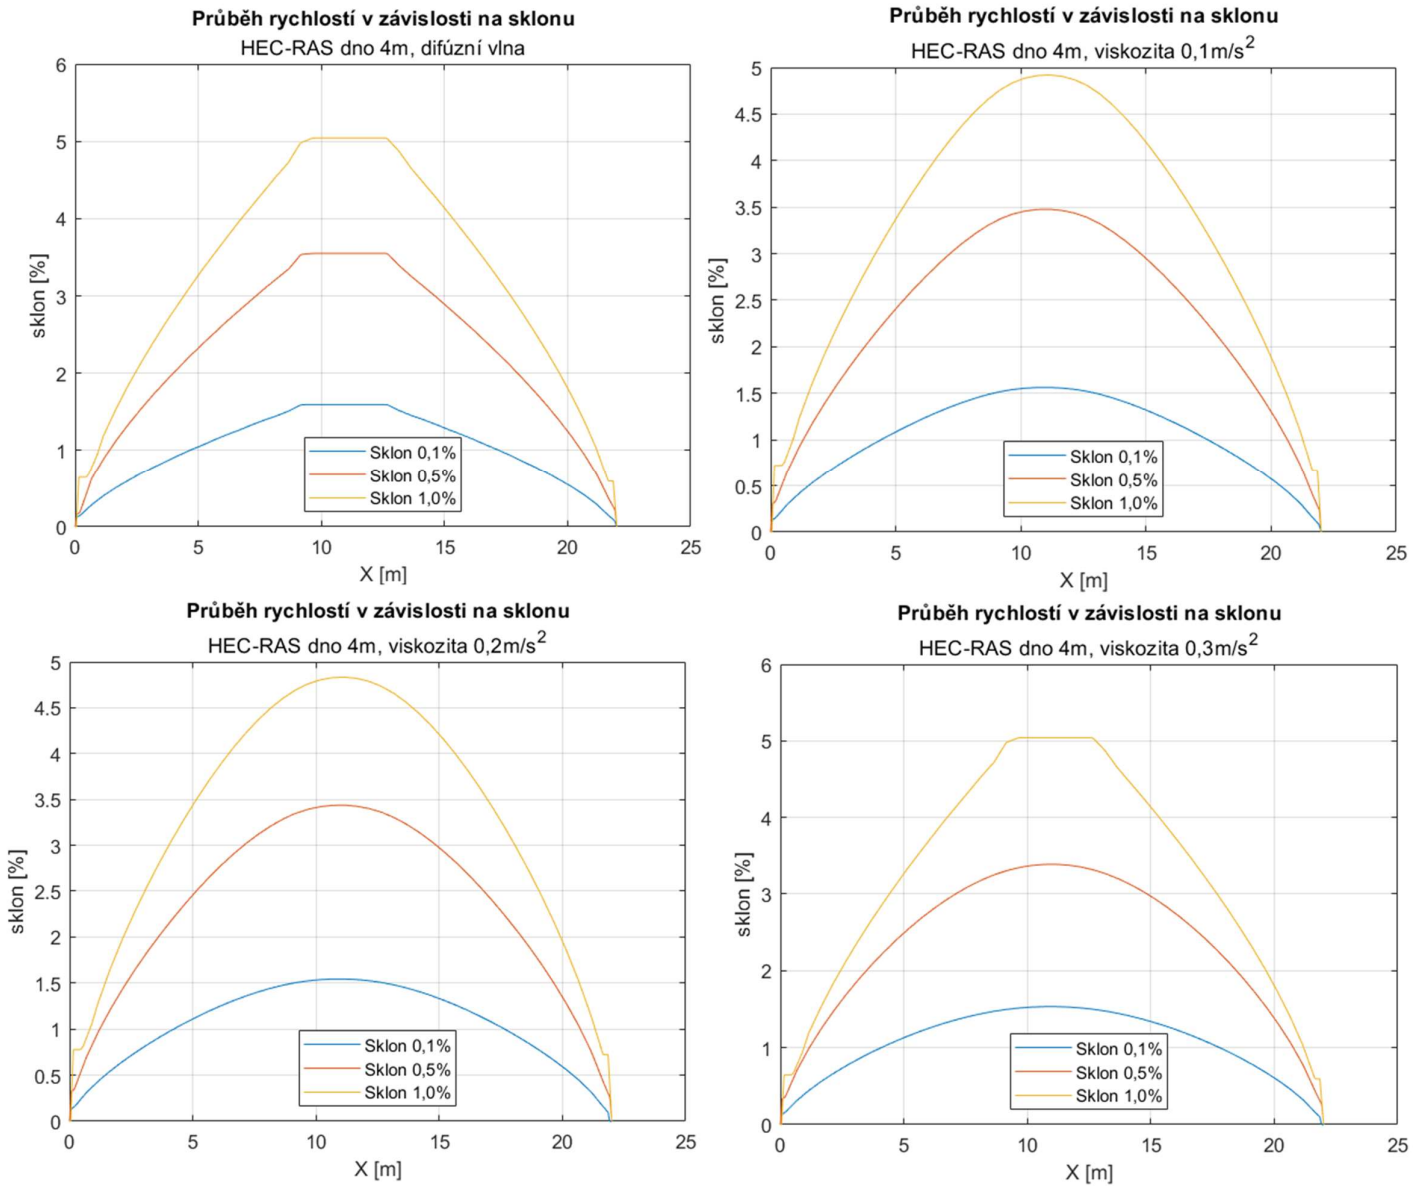 Průběh rychlostí v závislosti na sklonu
HEC-RAS dno 4m, difúzní vlna
6
5
4
3
2
1
0
sklon [%]
Sklon 0,1%
Sklon 0,5%
Sklon 1,0%
0 5 10 15 20 25
X [m]
Průběh rychlostí v závislosti na sklonu
HEC-RAS dno 4m, viskozita 0,1m/s²
5
4.5
4
3.5
3
2.5
2
1.5
1
0.5
0
sklon [%]
Sklon 0,1%
Sklon 0,5%
Sklon 1,0%
0 5 10 15 20 25
X [m]
Průběh rychlostí v závislosti na sklonu
HEC-RAS dno 4m, viskozita 0,2m/s²
5
4.5
4
3.5
3
2.5
2
1.5
1
0.5
0
sklon [%]
Sklon 0,1%
Sklon 0,5%
Sklon 1,0%
0 5 10 15 20 25
X [m]
Průběh rychlostí v závislosti na sklonu
HEC-RAS dno 4m, viskozita 0,3m/s²
6
5
4
3
2
1
0
sklon [%]
Sklon 0,1%
Sklon 0,5%
Sklon 1,0%
0 5 10 15 20 25
X [m]